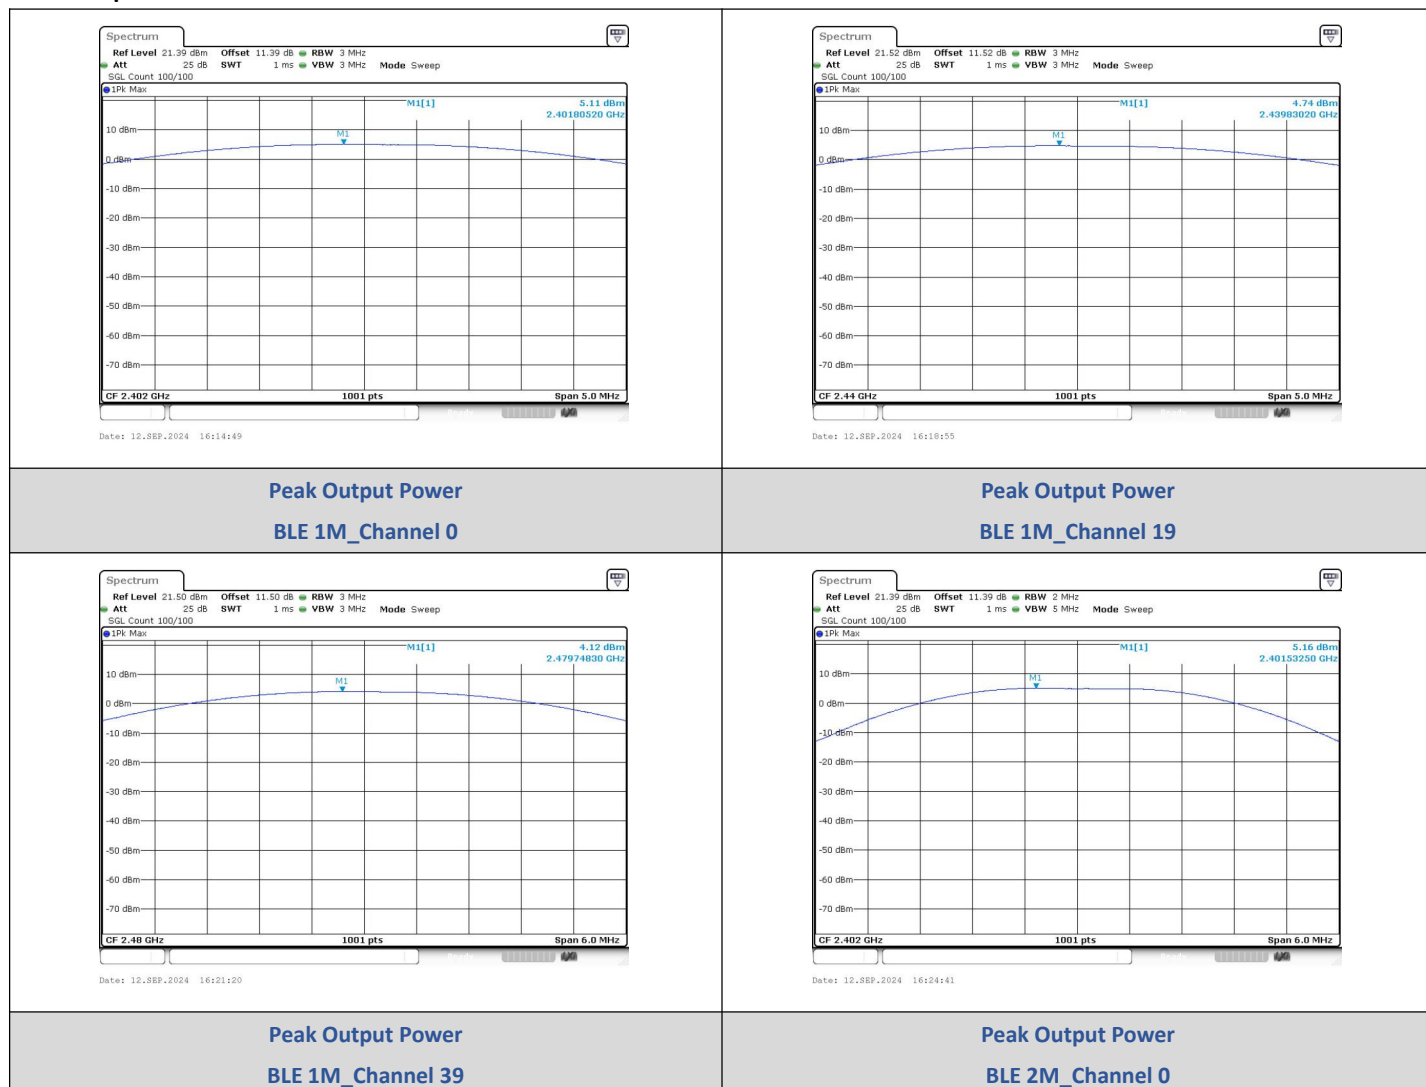 Spectrum
Ref Level 21.39 dBm Offset 11.39 dB RBW 3 MHz
Att 25 dB SWT 1 ms VBW 3 MHz Mode Sweep
SGL Count 100/100
1Pk Max
M1[1] 5.11 dBm
2.40180520 GHz
M1
10 dBm
0 dBm
-10 dBm
-20 dBm
-30 dBm
-40 dBm
-50 dBm
-60 dBm
-70 dBm
CF 2.402 GHz 1001 pts Span 5.0 MHz
Date: 12.SEP.2024 16:14:49
Spectrum
Ref Level 21.52 dBm Offset 11.52 dB RBW 3 MHz
Att 25 dB SWT 1 ms VBW 3 MHz Mode Sweep
SGL Count 100/100
1Pk Max
M1[1] 4.74 dBm
2.43983020 GHz
M1
10 dBm
0 dBm
-10 dBm
-20 dBm
-30 dBm
-40 dBm
-50 dBm
-60 dBm
-70 dBm
CF 2.44 GHz 1001 pts Span 5.0 MHz
Date: 12.SEP.2024 16:18:55
Peak Output Power
BLE 1M_Channel 0
Peak Output Power
BLE 1M_Channel 19
Spectrum
Ref Level 21.50 dBm Offset 11.50 dB RBW 3 MHz
Att 25 dB SWT 1 ms VBW 3 MHz Mode Sweep
SGL Count 100/100
1Pk Max
M1[1] 4.12 dBm
2.47974830 GHz
M1
10 dBm
0 dBm
-10 dBm
-20 dBm
-30 dBm
-40 dBm
-50 dBm
-60 dBm
-70 dBm
CF 2.48 GHz 1001 pts Span 6.0 MHz
Date: 12.SEP.2024 16:21:20
Spectrum
Ref Level 21.39 dBm Offset 11.39 dB RBW 2 MHz
Att 25 dB SWT 1 ms VBW 5 MHz Mode Sweep
SGL Count 100/100
1Pk Max
M1[1] 5.16 dBm
2.40153250 GHz
M1
10 dBm
0 dBm
-10 dBm
-20 dBm
-30 dBm
-40 dBm
-50 dBm
-60 dBm
-70 dBm
CF 2.402 GHz 1001 pts Span 6.0 MHz
Date: 12.SEP.2024 16:24:41
Peak Output Power
BLE 1M_Channel 39
Peak Output Power
BLE 2M_Channel 0